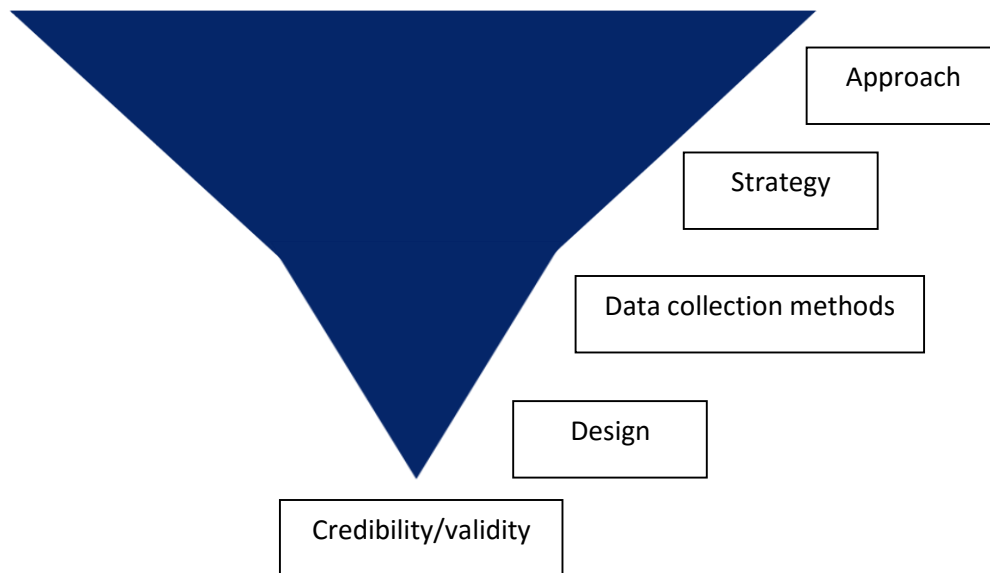 Approach
Strategy
Data collection methods
Design
Credibility/validity